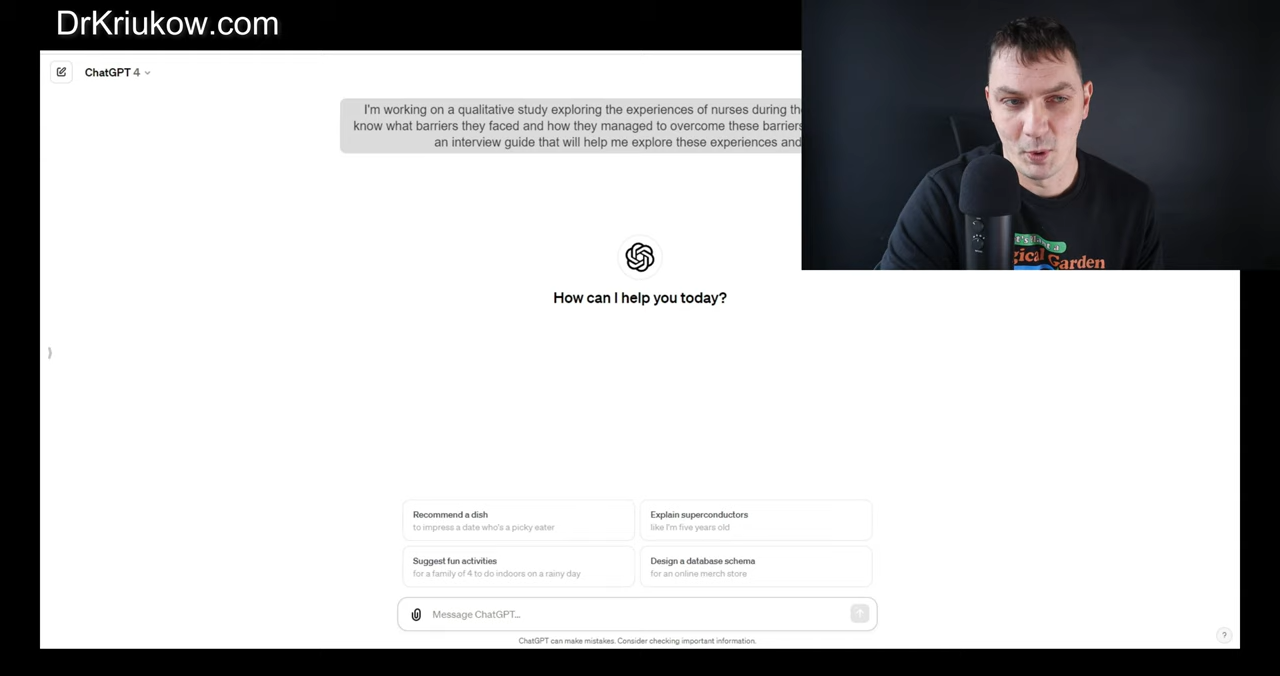 DrKriukow.com
ChatGPT 4
I'm working on a qualitative study exploring the experiences of nurses during
know what barriers they faced and how they managed to overcome these barriers
an interview guide that will help me explore these experiences and
How can I help you today?
Recommend a dish
to impress a date who's a picky eater
Explain superconductors
like I'm five years old
Suggest fun activities
for a family of 4 to do indoors on a rainy day
Design a database schema
for an online merch store
Message ChatGPT...
ChatGPT can make mistakes. Consider checking important information.
?
gical Garden